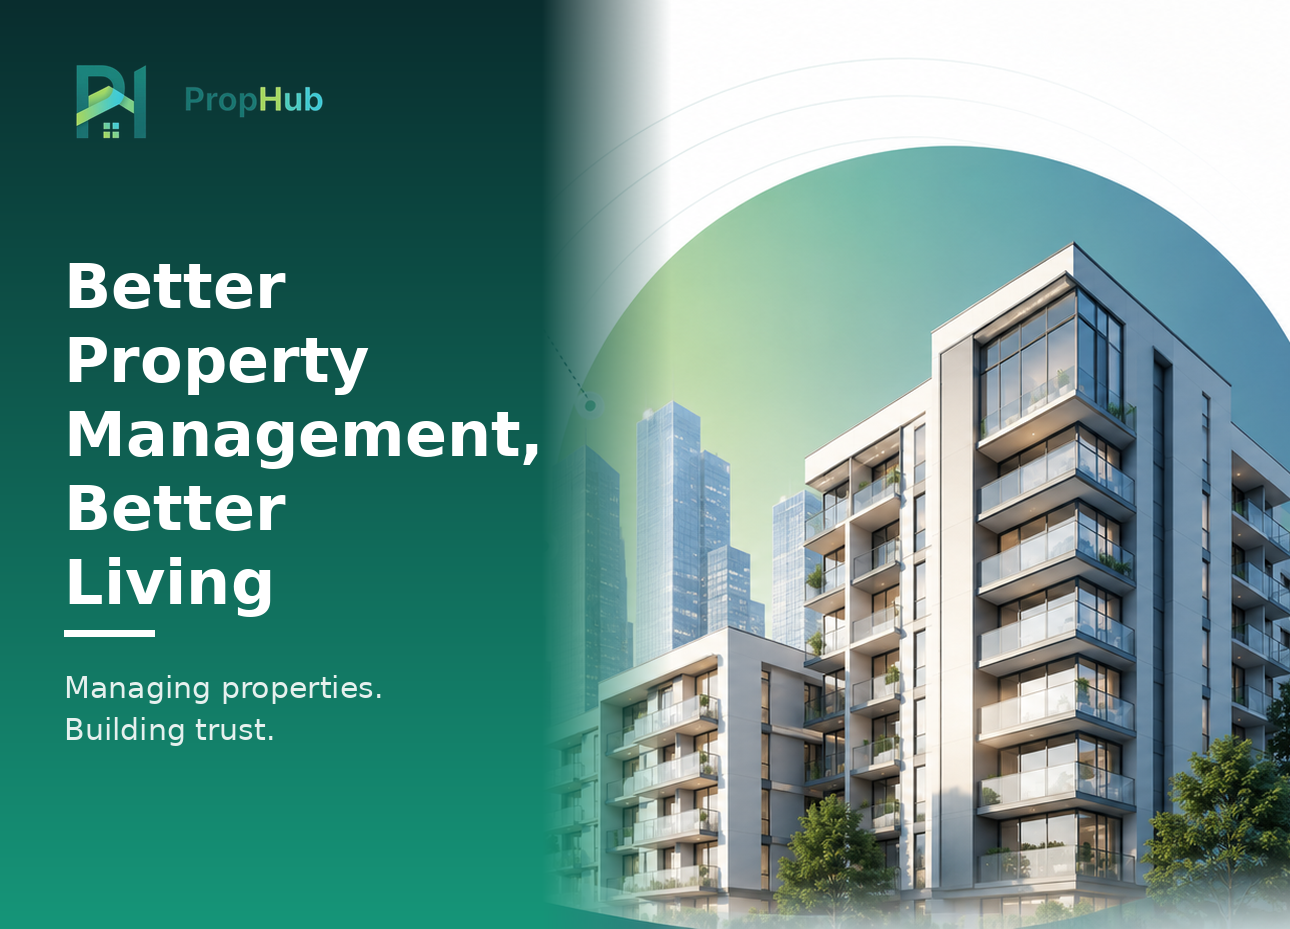 PropHub
Better
Property
Management,
Better
Living
Managing properties.
Building trust.